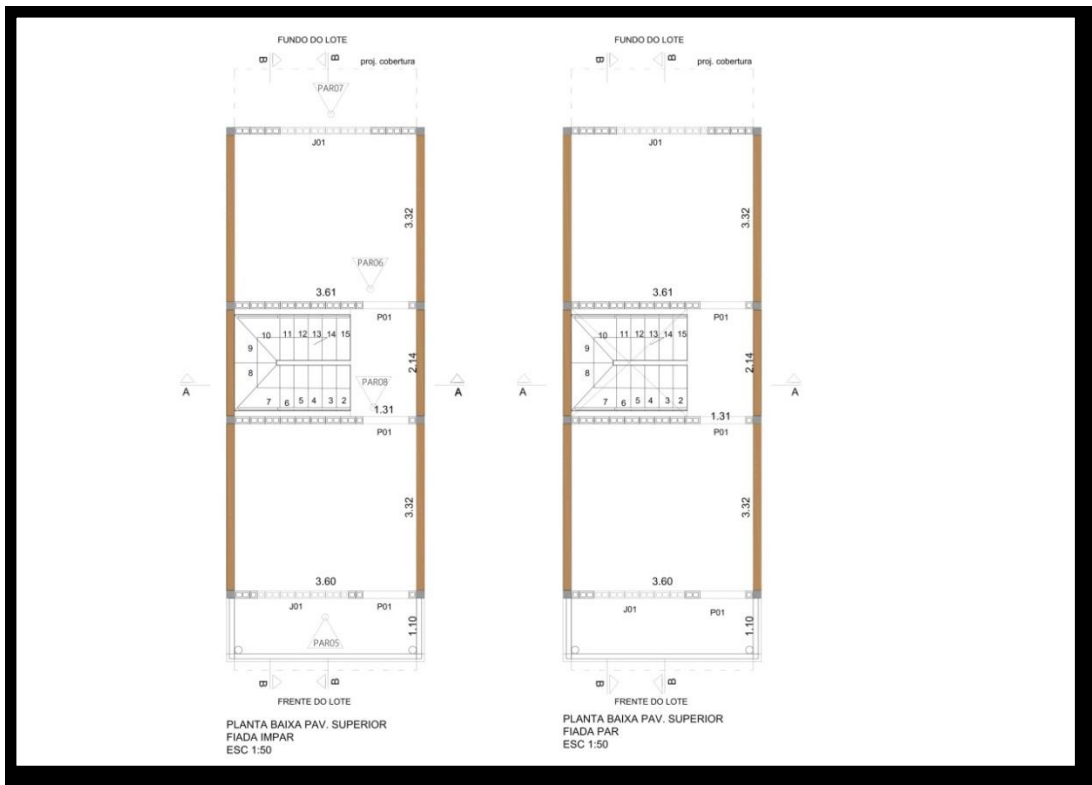 FUNDO DO LOTE
B B
proj. cobertura
PAR07
J01
3.32
PAR06
3.61
P01
10 11 12 13 14 15
9
8
7 6 5 4 3 2
2.14
A A
PAR08
1.31
P01
3.32
3.60
J01 P01
1.10
PAR05
B B
FRENTE DO LOTE
PLANTA BAIXA PAV. SUPERIOR
FIADA IMPAR
ESC 1:50
FUNDO DO LOTE
B B
proj. cobertura
J01
3.32
3.61
P01
10 11 12 13 14 15
9
8
7 6 5 4 3 2
2.14
A A
1.31
P01
3.32
3.60
J01 P01
1.10
B B
FRENTE DO LOTE
PLANTA BAIXA PAV. SUPERIOR
FIADA PAR
ESC 1:50